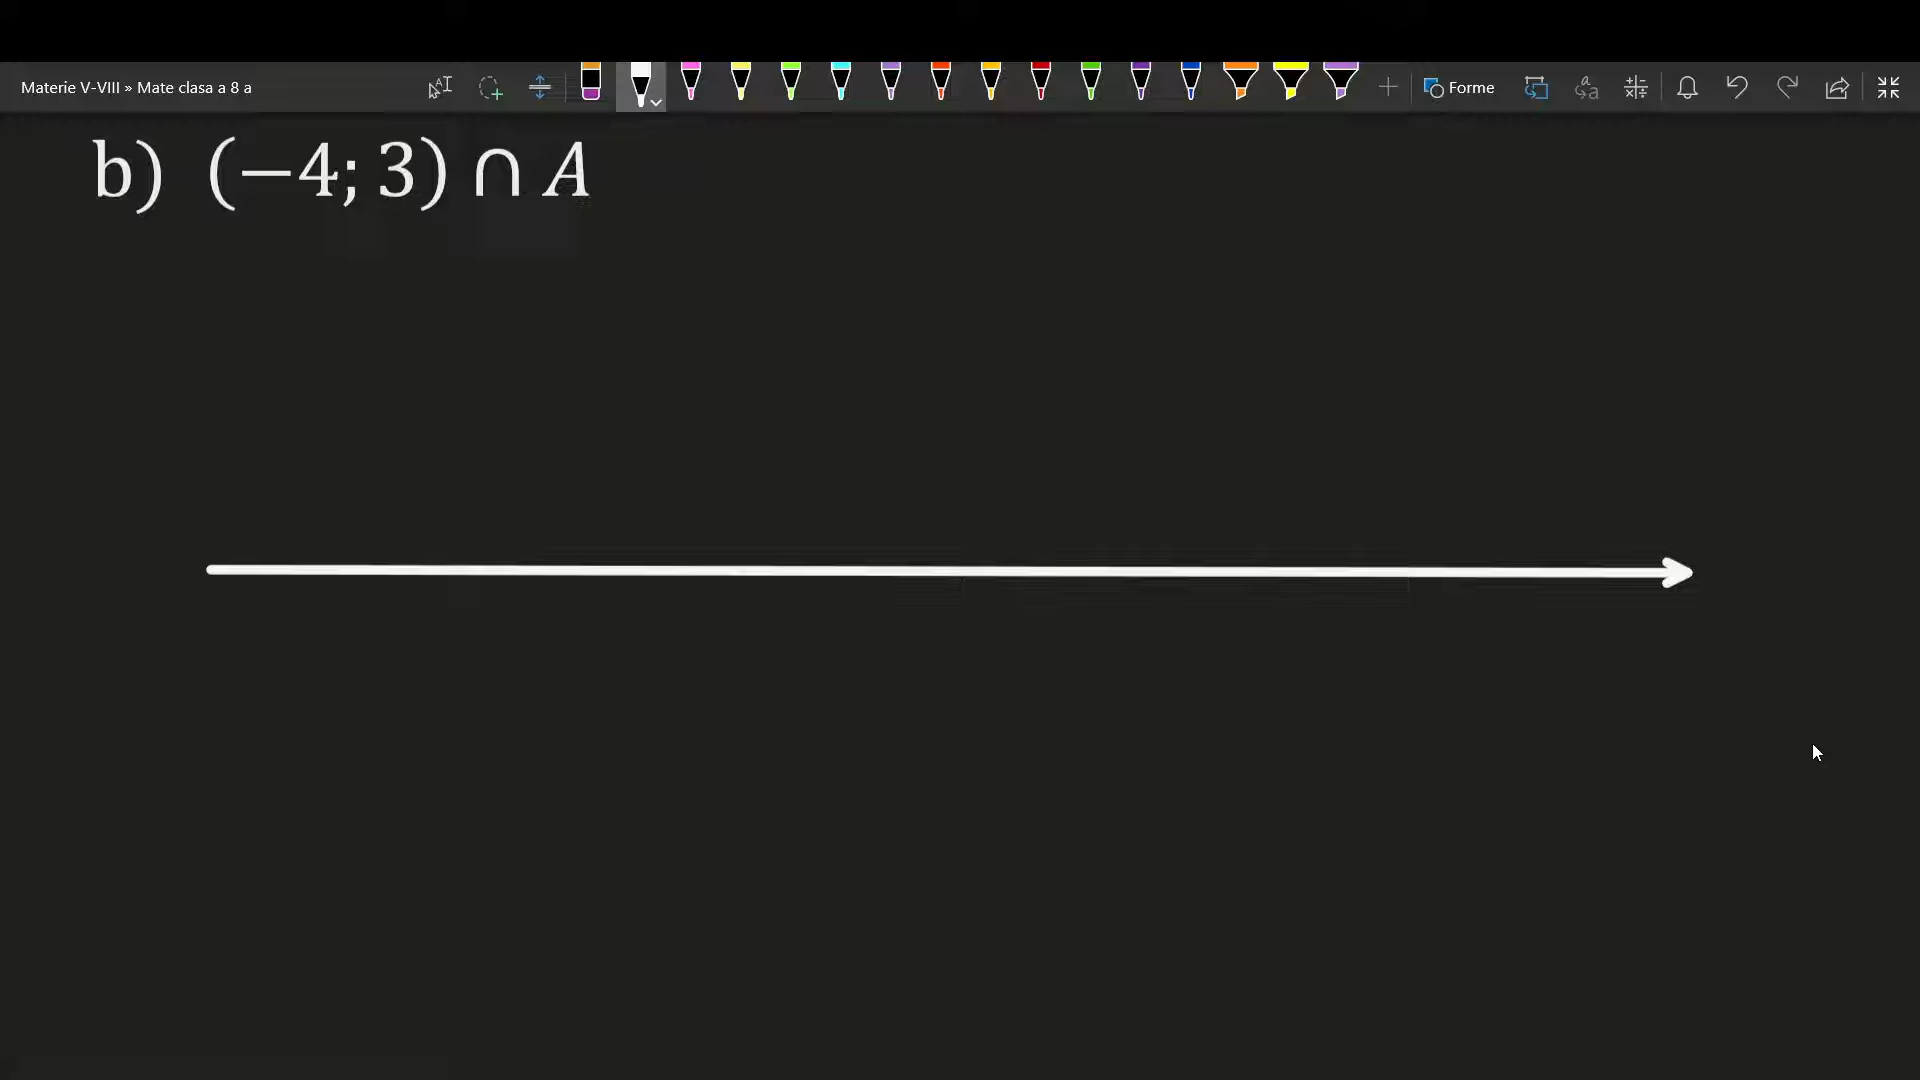 Materie V-VIII » Mate clasa a 8 a
Forme
b) (−4; 3) ∩ A